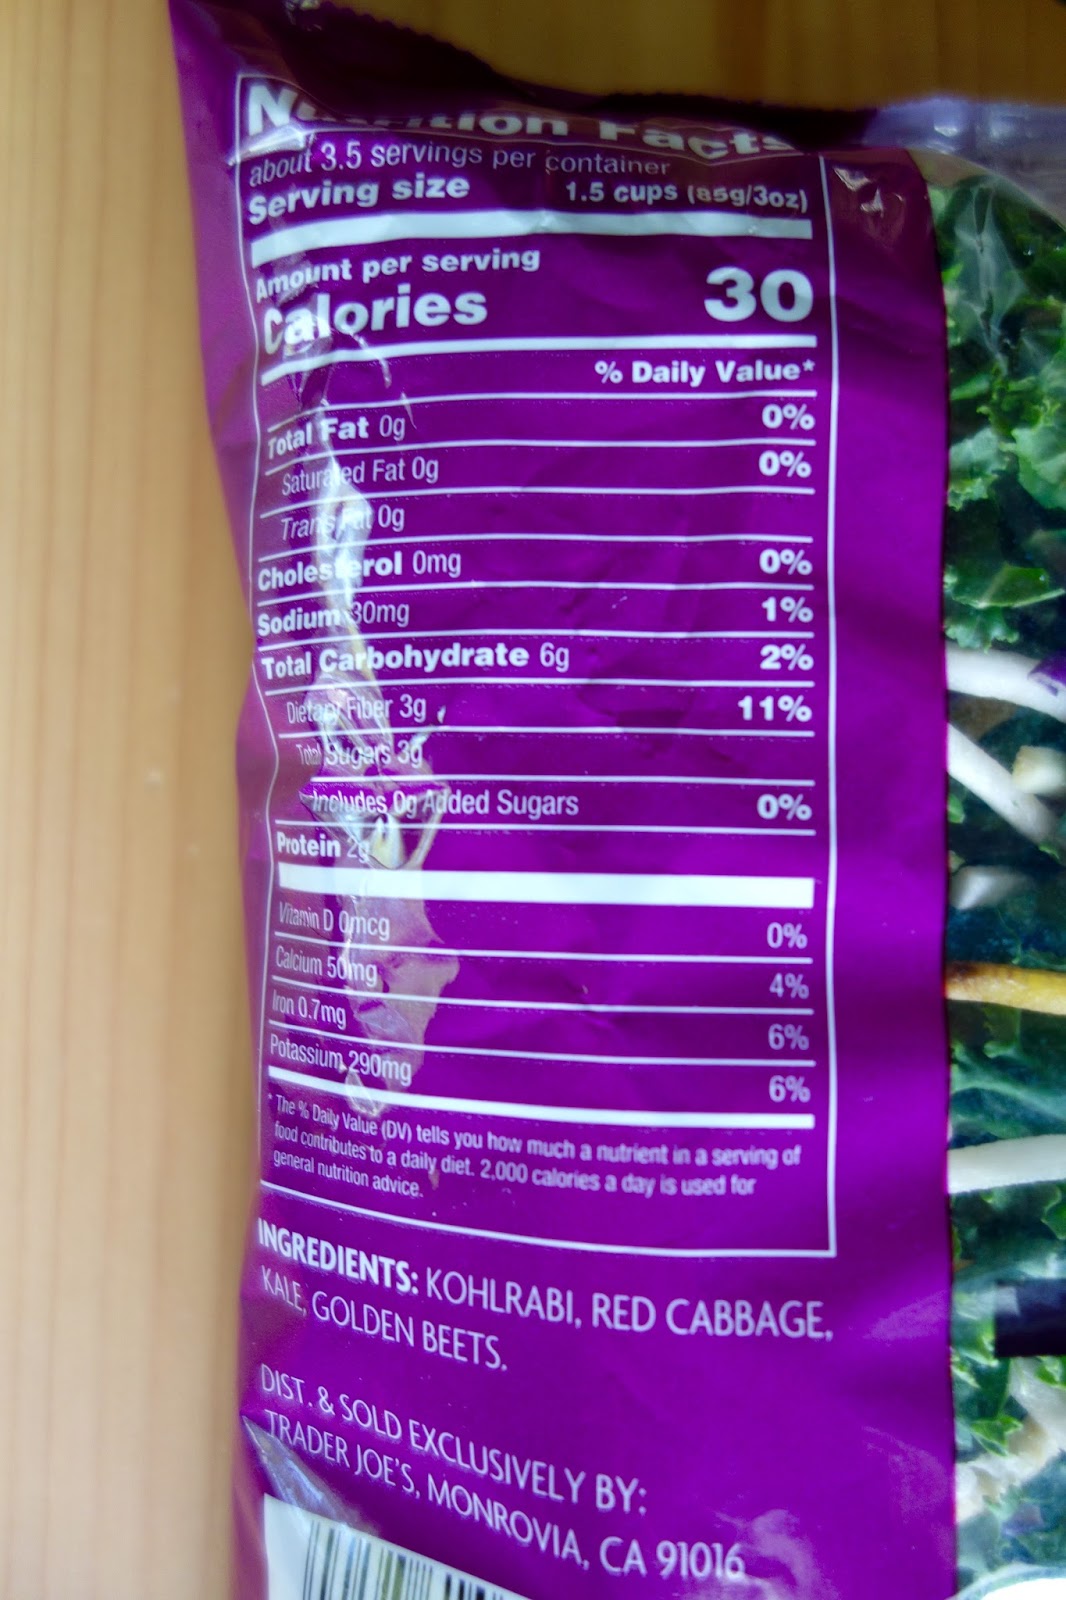 Nutrition Facts
about 3.5 servings per container
Serving size 1.5 cups (85g/3oz)
Amount per serving
Calories 30
% Daily Value*
Total Fat 0g 0%
Saturated Fat 0g 0%
Trans Fat 0g
Cholesterol 0mg 0%
Sodium 30mg 1%
Total Carbohydrate 6g 2%
Dietary Fiber 3g 11%
Total Sugars 3g
Includes 0g Added Sugars 0%
Protein 2g
Vitamin D 0mcg 0%
Calcium 50mg 4%
Iron 0.7mg 6%
Potassium 290mg 6%
* The % Daily Value (DV) tells you how much a nutrient in a serving of
food contributes to a daily diet. 2,000 calories a day is used for
general nutrition advice.
INGREDIENTS: KOHLRABI, RED CABBAGE,
KALE, GOLDEN BEETS.
DIST. & SOLD EXCLUSIVELY BY:
TRADER JOE'S, MONROVIA, CA 91016